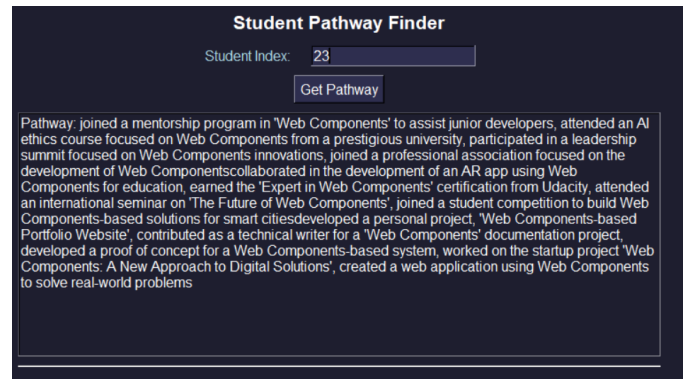 Student Pathway Finder
Student Index: 23
Get Pathway
Pathway: joined a mentorship program in 'Web Components' to assist junior developers, attended an AI
ethics course focused on Web Components from a prestigious university, participated in a leadership
summit focused on Web Components innovations, joined a professional association focused on the
development of Web Componentscollaborated in the development of an AR app using Web
Components for education, earned the 'Expert in Web Components' certification from Udacity, attended
an international seminar on 'The Future of Web Components', joined a student competition to build Web
Components-based solutions for smart citiesdeveloped a personal project, 'Web Components-based
Portfolio Website', contributed as a technical writer for a 'Web Components' documentation project,
developed a proof of concept for a Web Components-based system, worked on the startup project 'Web
Components: A New Approach to Digital Solutions', created a web application using Web Components
to solve real-world problems